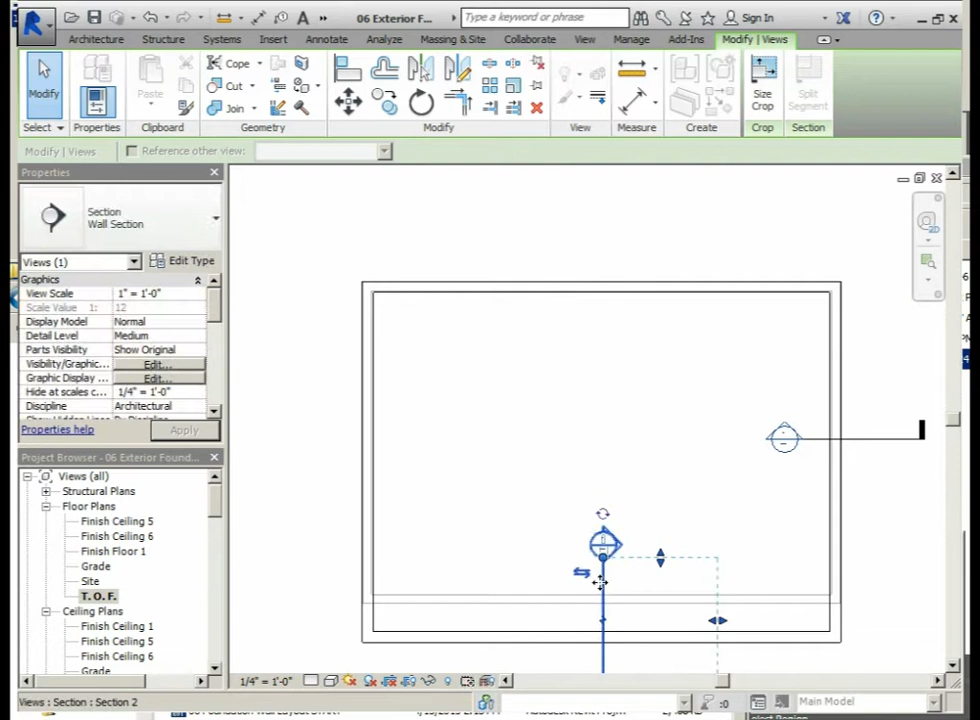 06 Exterior F...
Type a keyword or phrase
Sign In
Architecture Structure Systems Insert Annotate Analyze Massing & Site Collaborate View Manage Add-Ins Modify | Views
Modify
Properties
Paste
Cope
Cut
Join
Size Crop
Split Segment
Select Properties Clipboard Geometry Modify View Measure Create Crop Section
Modify | Views
Reference other view:
Properties
Section
Wall Section
Views (1)
Edit Type
Graphics
View Scale 1" = 1'-0"
Scale Value 1: 12
Display Model Normal
Detail Level Medium
Parts Visibility Show Original
Visibility/Graphic... Edit...
Graphic Display ... Edit...
Hide at scales c... 1/4" = 1'-0"
Discipline Architectural
Properties help
Apply
Project Browser - 06 Exterior Found...
Views (all)
Structural Plans
Floor Plans
Finish Ceiling 5
Finish Ceiling 6
Finish Floor 1
Grade
Site
T. O. F.
Ceiling Plans
Finish Ceiling 1
Finish Ceiling 5
Finish Ceiling 6
Grade
1/4" = 1'-0"
Views : Section : Section 2
:0
Main Model
2D